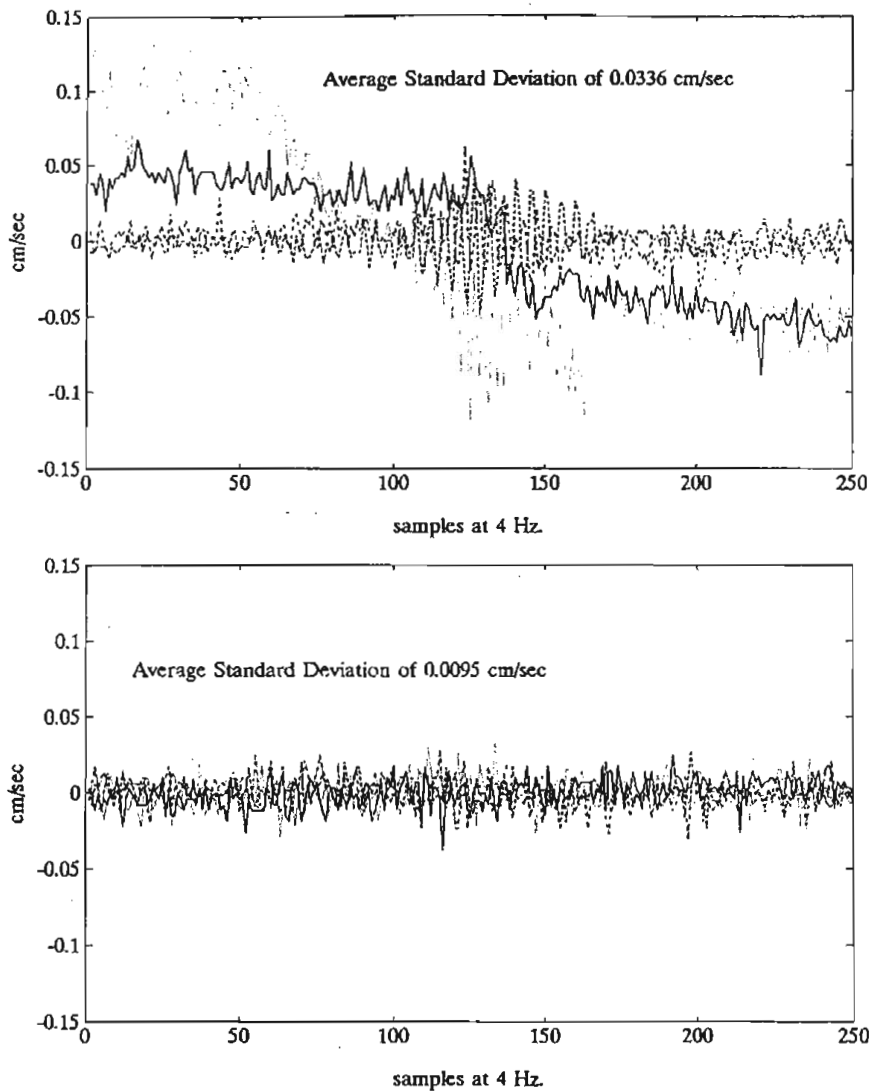 0.15
0.1
0.05
0
-0.05
-0.1
-0.15
cm/sec
Average Standard Deviation of 0.0336 cm/sec
0 50 100 150 200 250
samples at 4 Hz.
0.15
0.1
0.05
0
-0.05
-0.1
-0.15
cm/sec
Average Standard Deviation of 0.0095 cm/sec
0 50 100 150 200 250
samples at 4 Hz.